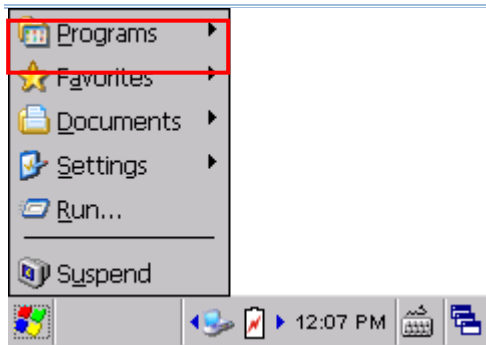 Programs
Favorites
Documents
Settings
Run...
Suspend
12:07 PM